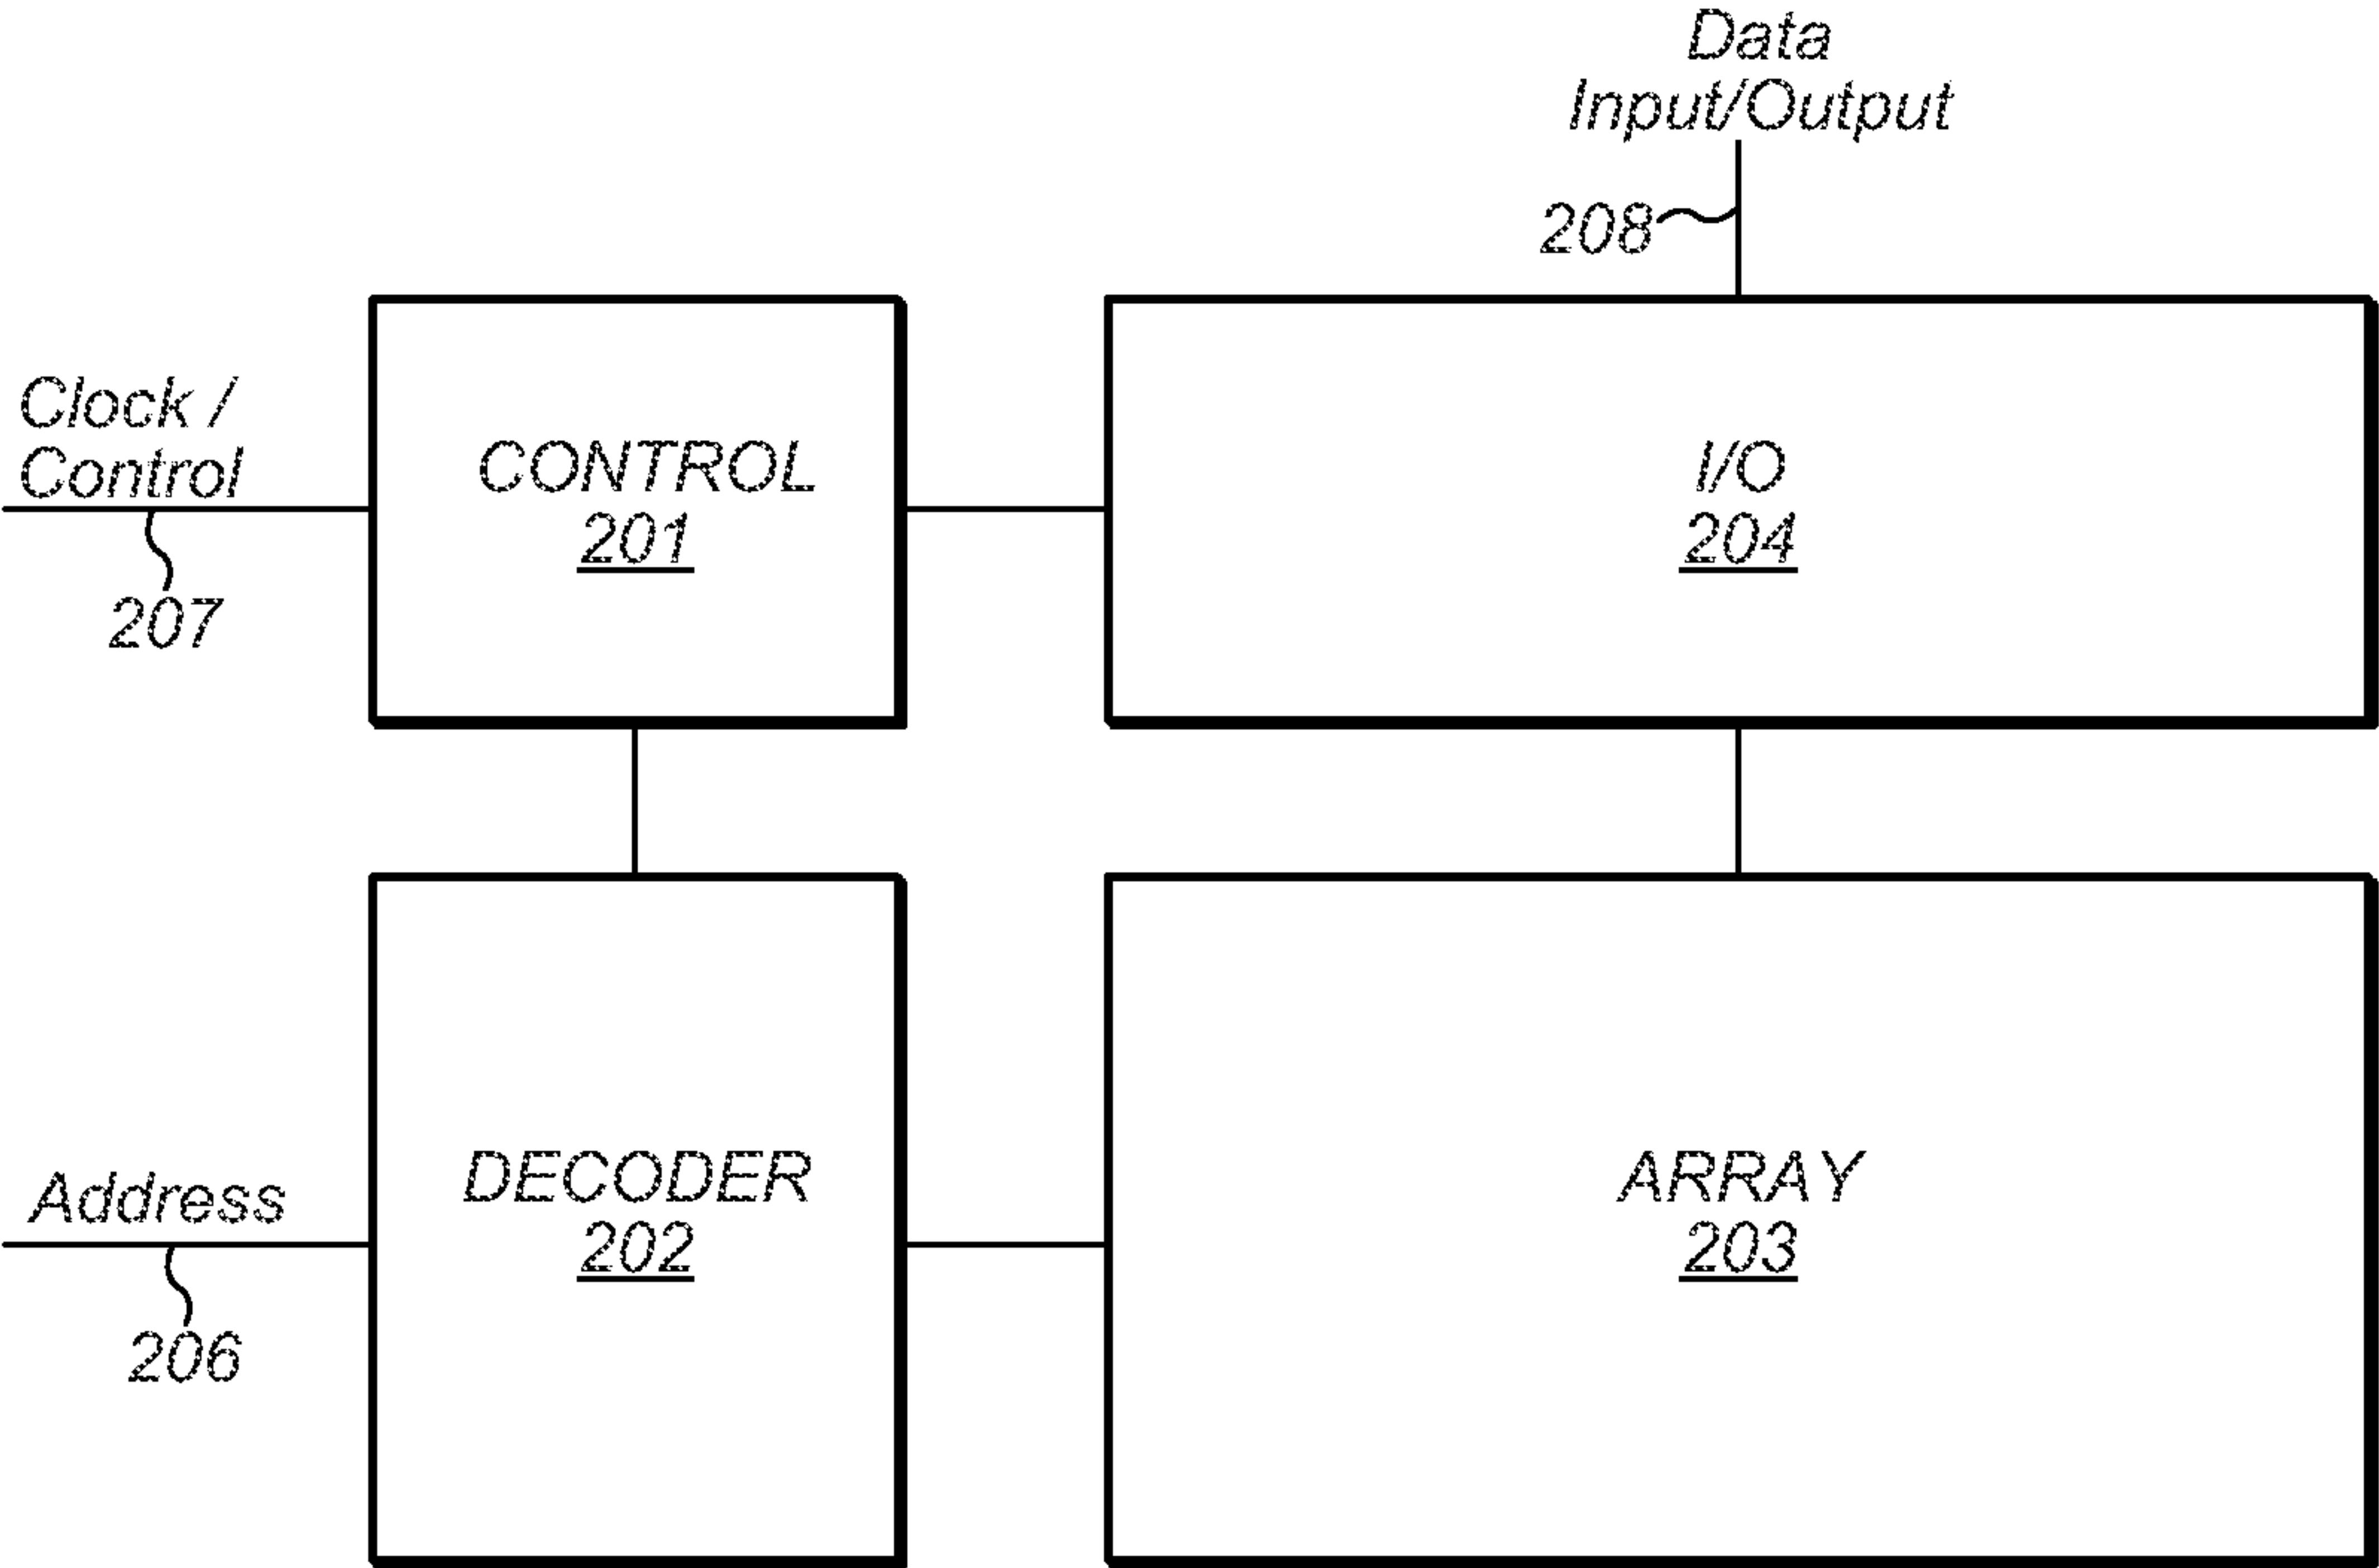 Data
Input/Output
208
Clock /
Control
207
CONTROL
201
I/O
204
Address
206
DECODER
202
ARRAY
203